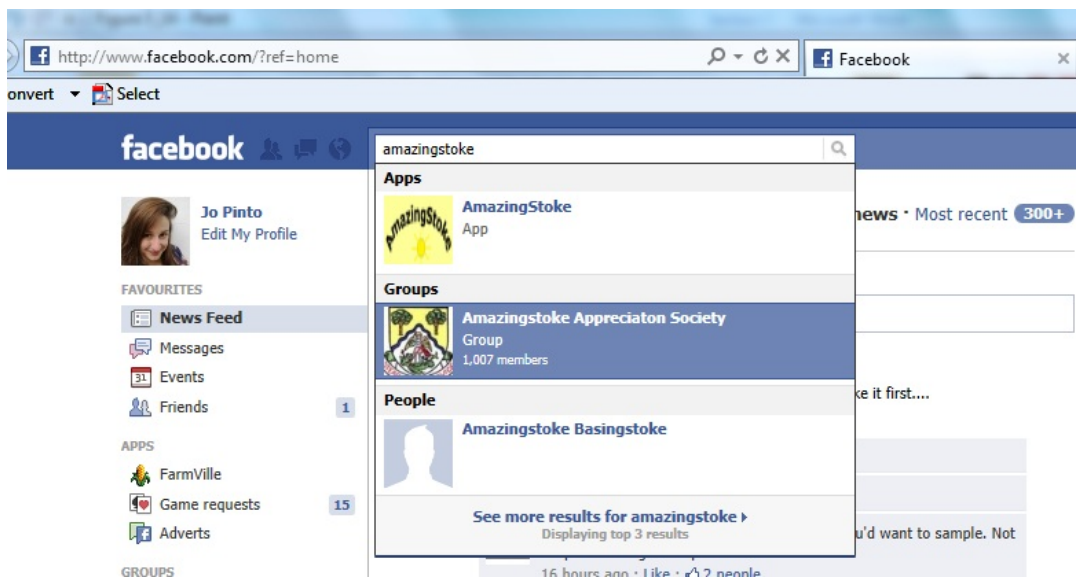 http://www.facebook.com/?ref=home
Facebook
onvert
Select
facebook
amazingstoke
Apps
AmazingStoke
AmazingStoke
App
Groups
Amazingstoke Appreciaton Society
Group
1,007 members
People
Amazingstoke Basingstoke
See more results for amazingstoke
Displaying top 3 results
Jo Pinto
Edit My Profile
FAVOURITES
News Feed
Messages
31 Events
Friends 1
APPS
FarmVille
Game requests 15
Adverts
GROUPS
news · Most recent 300+
ke it first....
u'd want to sample. Not
16 hours ago · Like · 2 people